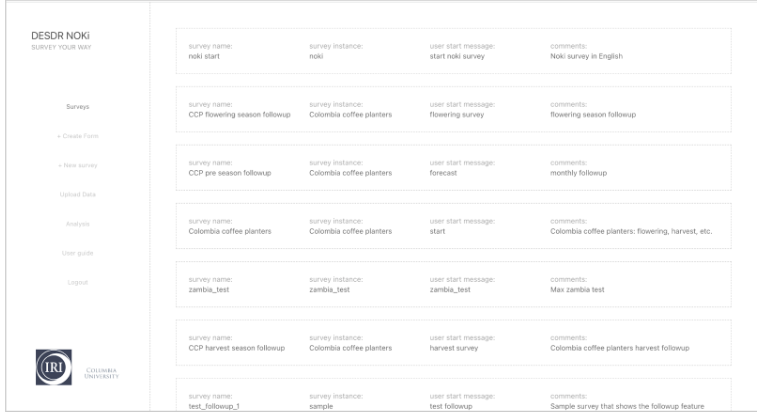 DESDR NOKi
SURVEY YOUR WAY
Surveys
+ Create Form
+ New survey
Upload Data
Analysis
User guide
Logout
IRI
COLUMBIA
UNIVERSITY
survey name: survey instance: user start message: comments:
noki start noki start noki survey Noki survey in English
survey name: survey instance: user start message: comments:
CCP flowering season followup Colombia coffee planters flowering survey flowering season followup
survey name: survey instance: user start message: comments:
CCP pre season followup Colombia coffee planters forecast monthly followup
survey name: survey instance: user start message: comments:
Colombia coffee planters Colombia coffee planters start Colombia coffee planters: flowering, harvest, etc.
survey name: survey instance: user start message: comments:
zambia_test zambia_test zambia_test Max zambia test
survey name: survey instance: user start message: comments:
CCP harvest season followup Colombia coffee planters harvest survey Colombia coffee planters harvest followup
survey name: survey instance: user start message: comments:
test_followup_1 sample test followup Sample survey that shows the followup feature